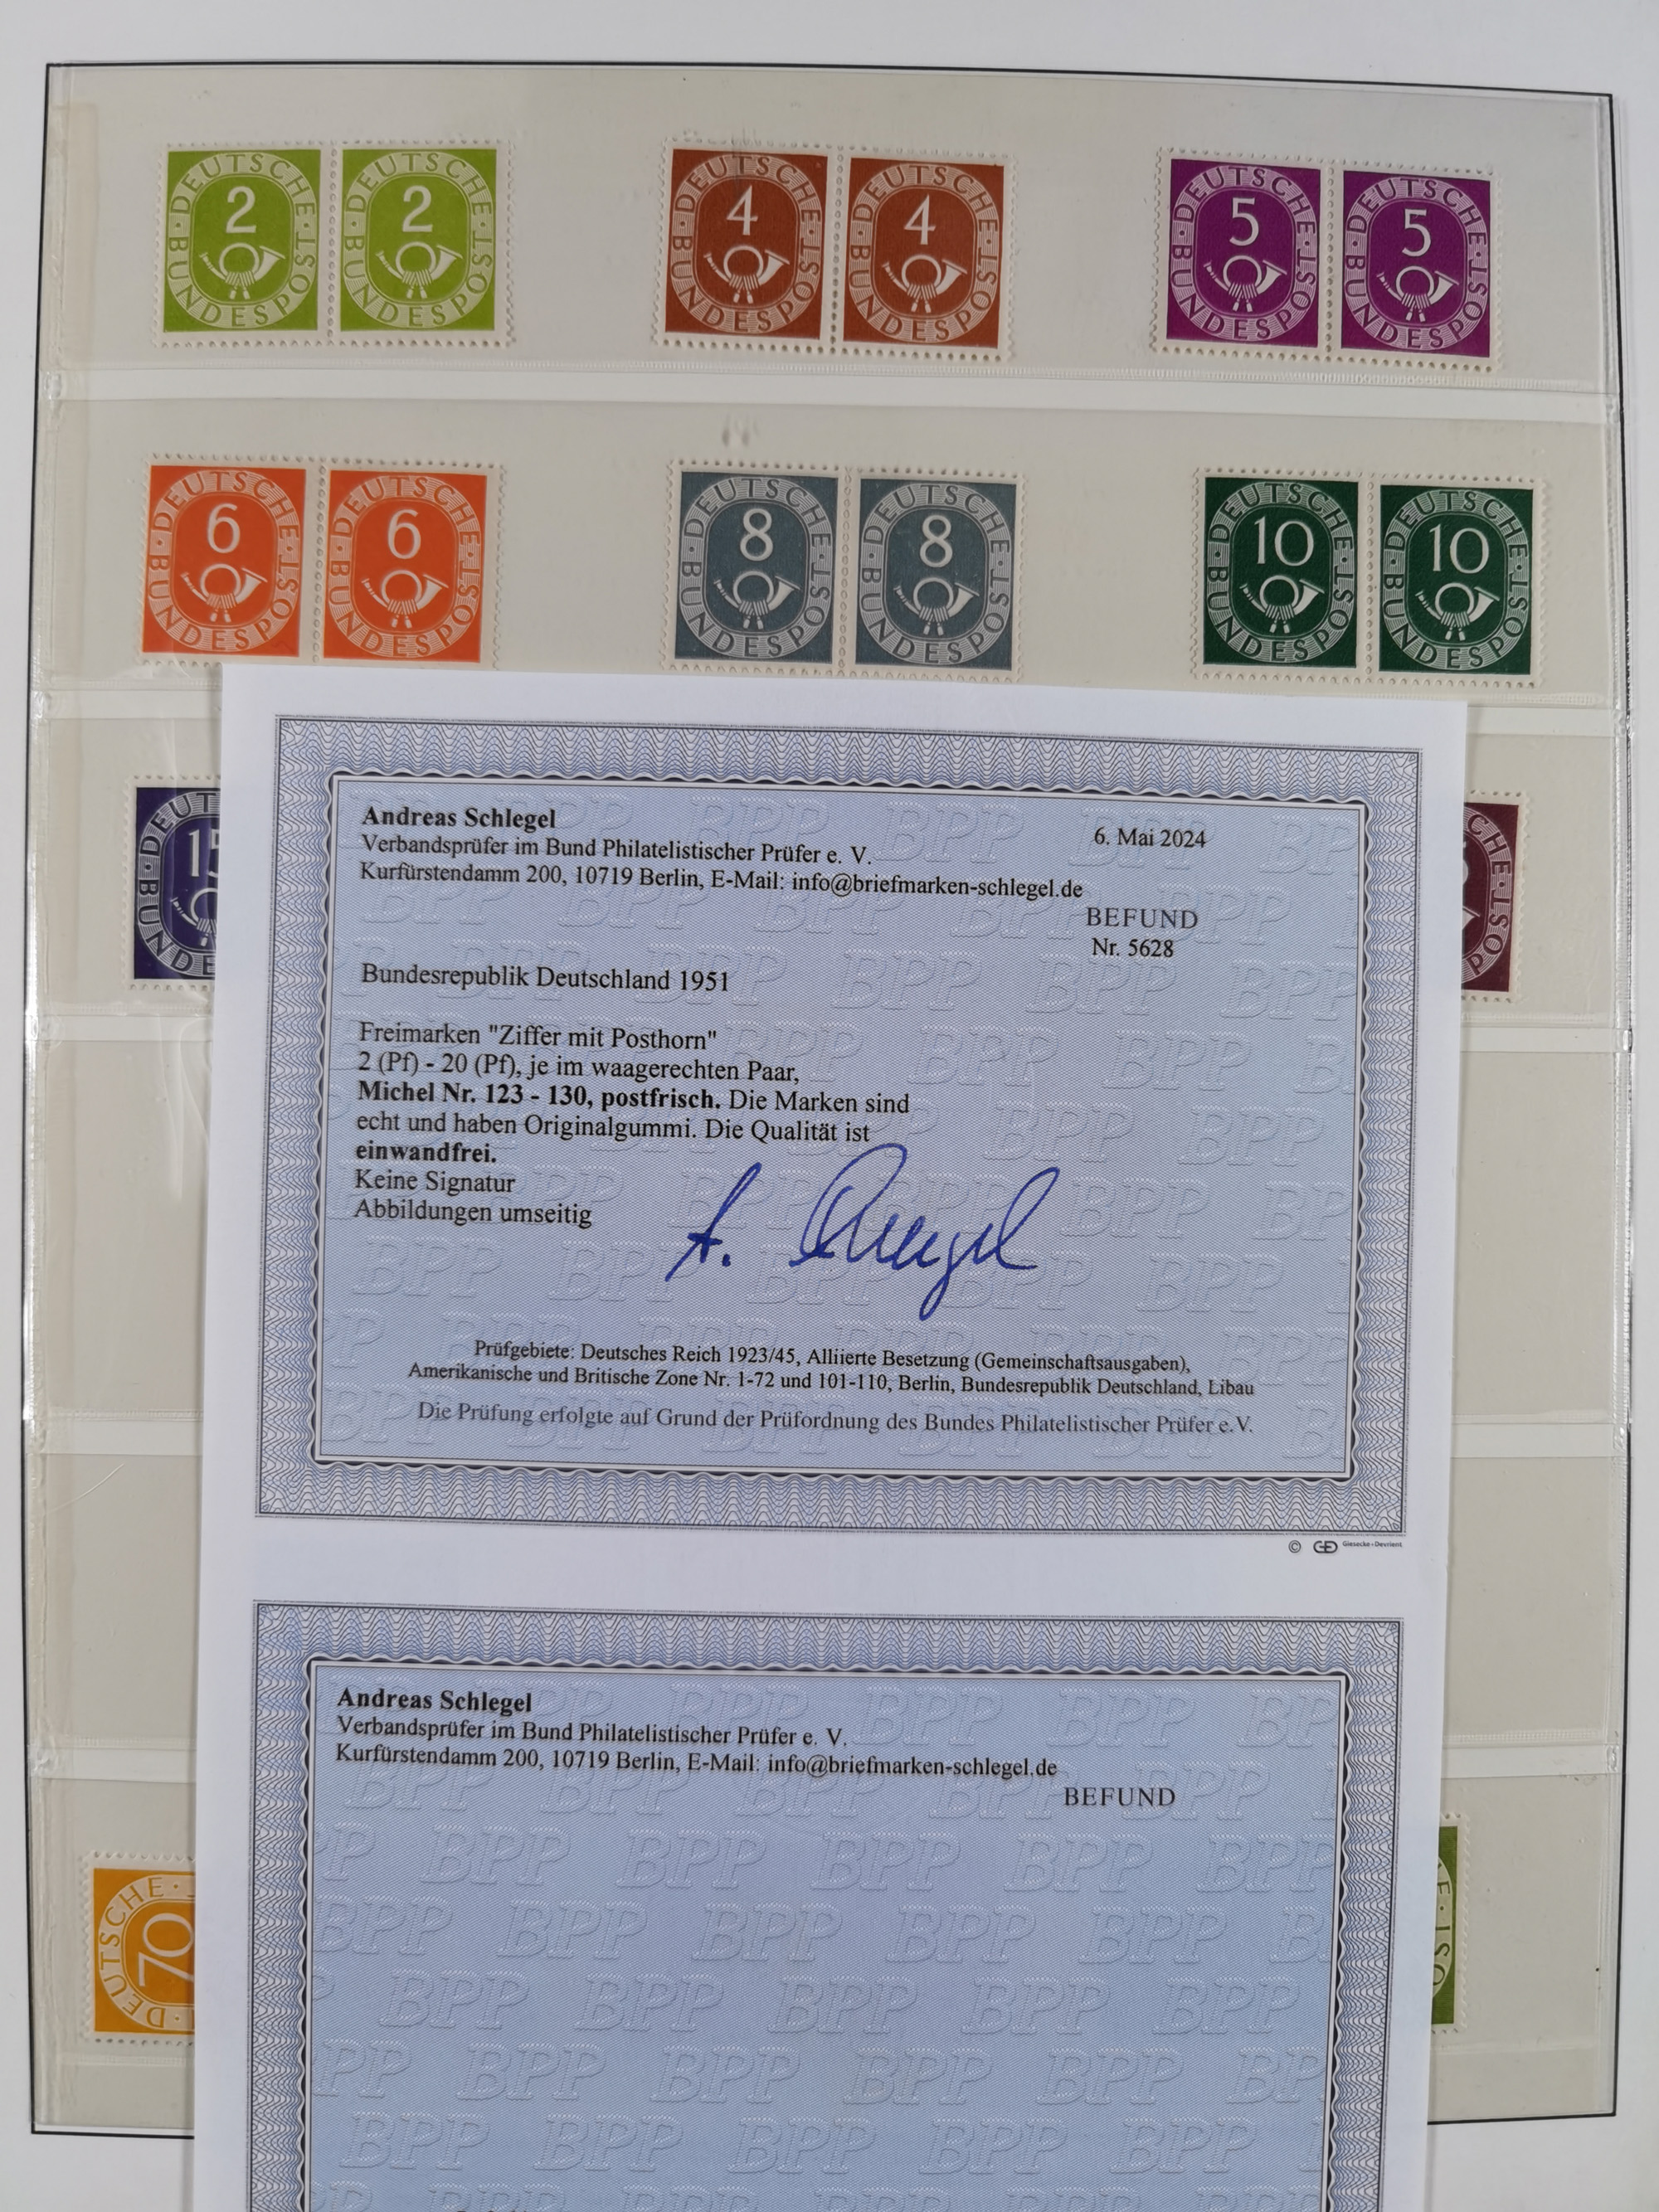 DEUTSCHE BUNDESPOST 2
DEUTSCHE BUNDESPOST 2
DEUTSCHE BUNDESPOST 4
DEUTSCHE BUNDESPOST 4
DEUTSCHE BUNDESPOST 5
DEUTSCHE BUNDESPOST 5
DEUTSCHE BUNDESPOST 6
DEUTSCHE BUNDESPOST 6
DEUTSCHE BUNDESPOST 8
DEUTSCHE BUNDESPOST 8
DEUTSCHE BUNDESPOST 10
DEUTSCHE BUNDESPOST 10
Andreas Schlegel
Verbandsprüfer im Bund Philatelistischer Prüfer e. V.
Kurfürstendamm 200, 10719 Berlin, E-Mail: info@briefmarken-schlegel.de
6. Mai 2024
BEFUND
Nr. 5628
Bundesrepublik Deutschland 1951
Freimarken "Ziffer mit Posthorn"
2 (Pf) - 20 (Pf), je im waagerechten Paar,
Michel Nr. 123 - 130, postfrisch. Die Marken sind
echt und haben Originalgummi. Die Qualität ist
einwandfrei.
Keine Signatur
Abbildungen umseitig
A. Schlegel
Prüfgebiete: Deutsches Reich 1923/45, Alliierte Besetzung (Gemeinschaftsausgaben),
Amerikanische und Britische Zone Nr. 1-72 und 101-110, Berlin, Bundesrepublik Deutschland, Libau
Die Prüfung erfolgte auf Grund der Prüfordnung des Bundes Philatelistischer Prüfer e.V.
© GD Giesecke+Devrient
Andreas Schlegel
Verbandsprüfer im Bund Philatelistischer Prüfer e. V.
Kurfürstendamm 200, 10719 Berlin, E-Mail: info@briefmarken-schlegel.de
BEFUND
BPP
DEUTSCHE
70